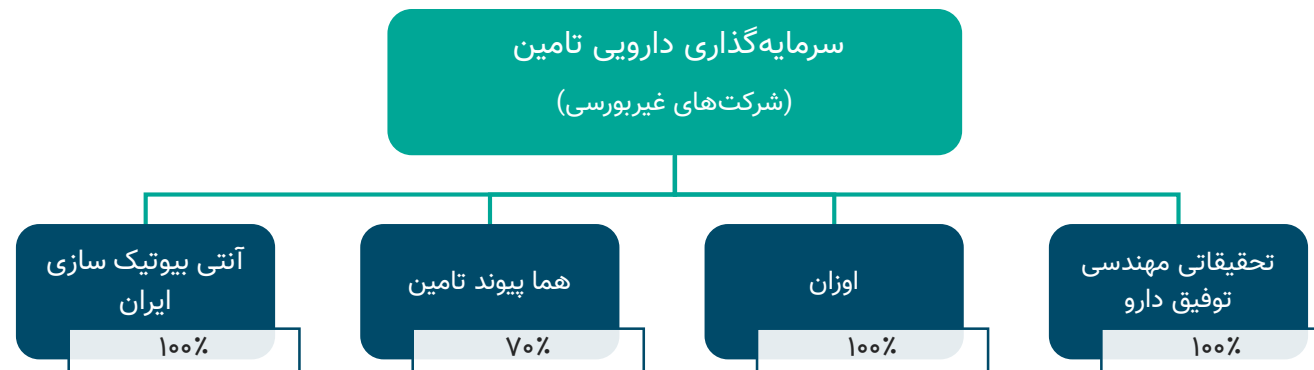 سرمایه‌گذاری دارویی تامین
(شرکت‌های غیربورسی)
تحقیقاتی مهندسی
توفیق دارو
۱۰۰٪
اوزان
۱۰۰٪
هما پیوند تامین
۷۰٪
آنتی بیوتیک سازی
ایران
۱۰۰٪